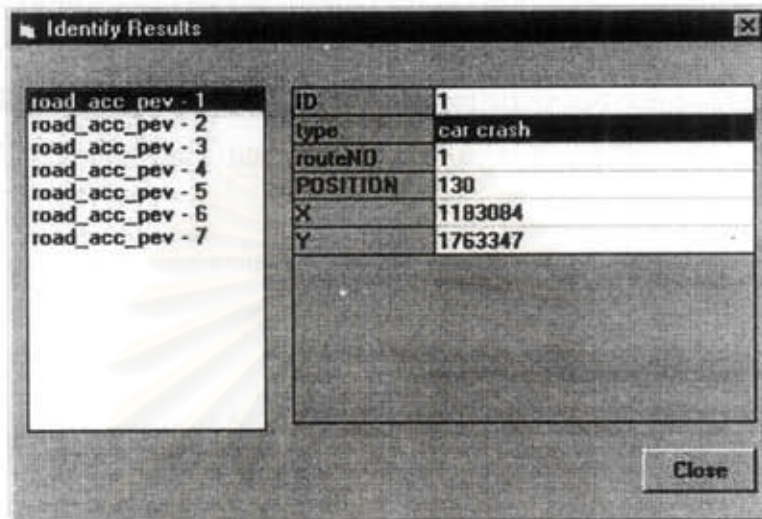 Identify Results
road_acc_pev - 1
road_acc_pev - 2
road_acc_pev - 3
road_acc_pev - 4
road_acc_pev - 5
road_acc_pev - 6
road_acc_pev - 7
ID 1
type car crash
routeNO 1
POSITION 130
X 1183084
Y 1763347
Close